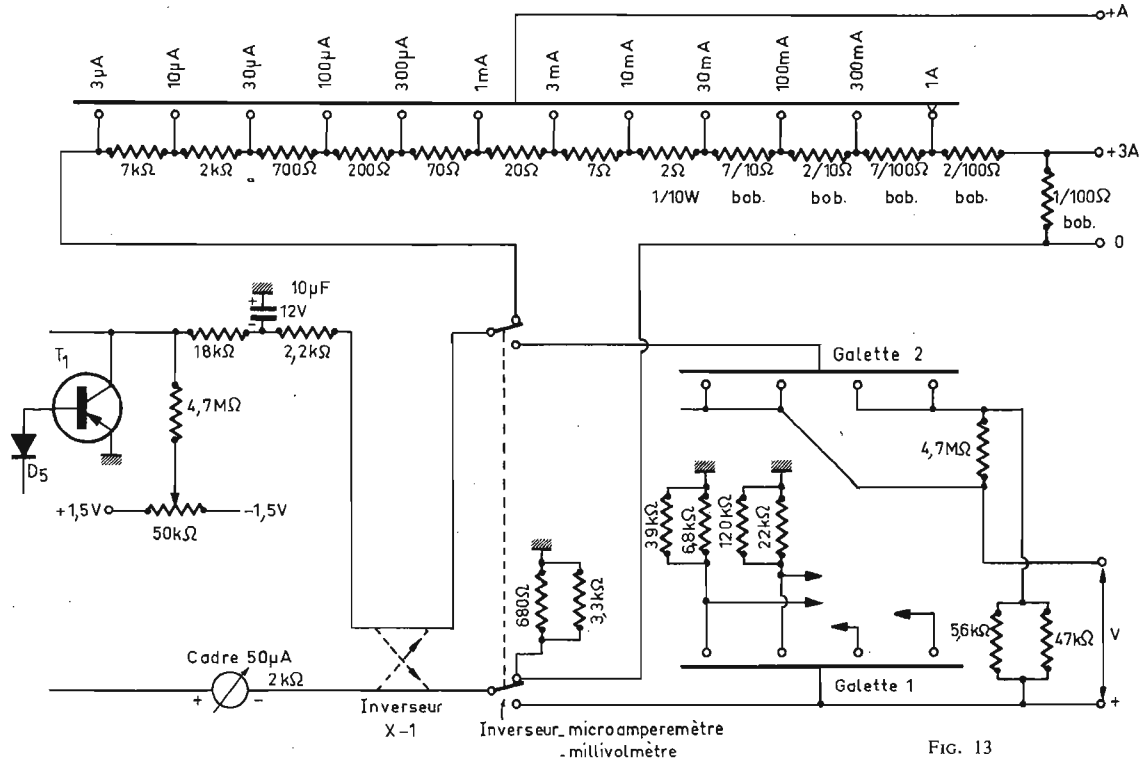 +A
3µA 10µA 30µA 100µA 300µA 1mA 3mA 10mA 30mA 100mA 300mA 1A
+3A
7kΩ 2kΩ 700Ω 200Ω 70Ω 20Ω 7Ω 2Ω 7/10Ω 2/10Ω 7/100Ω 2/100Ω 1/100Ω
1/10W bob. bob. bob. bob. bob.
0
10µF
+ 12V
-
18kΩ 2,2kΩ
T1
Galette 2
4,7MΩ
4,7MΩ
D5
+1,5V -1,5V
50kΩ
39kΩ 6,8kΩ 120kΩ 22kΩ
680Ω 3,3kΩ
5,6kΩ 47kΩ V
Cadre 50µA
2kΩ
+ -
Galette 1
+
Inverseur
X-1
Inverseur_microamperemètre
- millivolmètre
FIG. 13